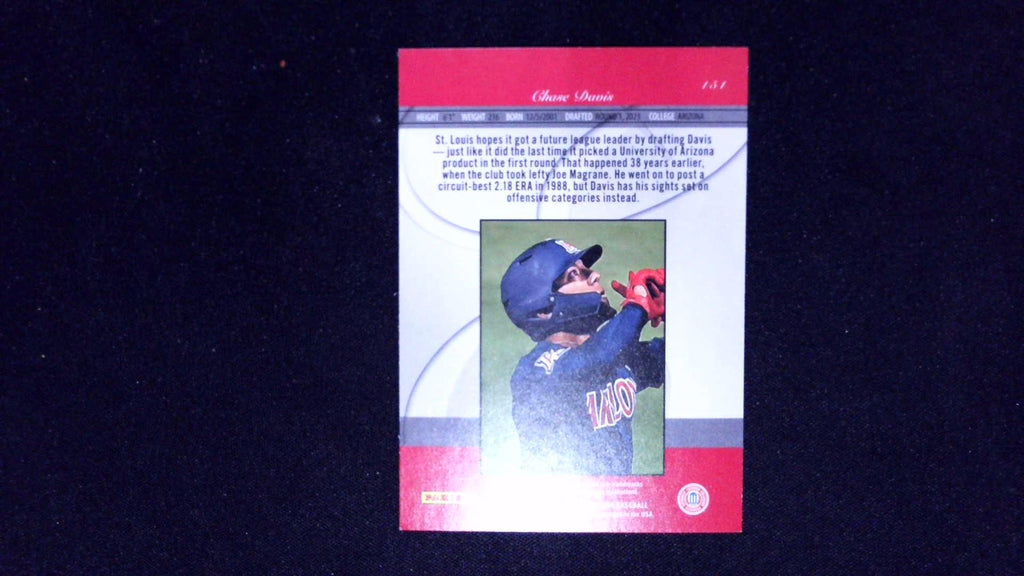 151
Chase Davis
HEIGHT 6'1" WEIGHT 216 BORN 12/5/2001 DRAFTED ROUND 1, 2023 COLLEGE ARIZONA
St. Louis hopes it got a future league leader by drafting Davis
— just like it did the last time it picked a University of Arizona
product in the first round. That happened 38 years earlier,
when the club took lefty Joe Magrane. He went on to post a
circuit-best 2.18 ERA in 1988, but Davis has his sights set on
offensive categories instead.
PANINI
BASEBALL
USA